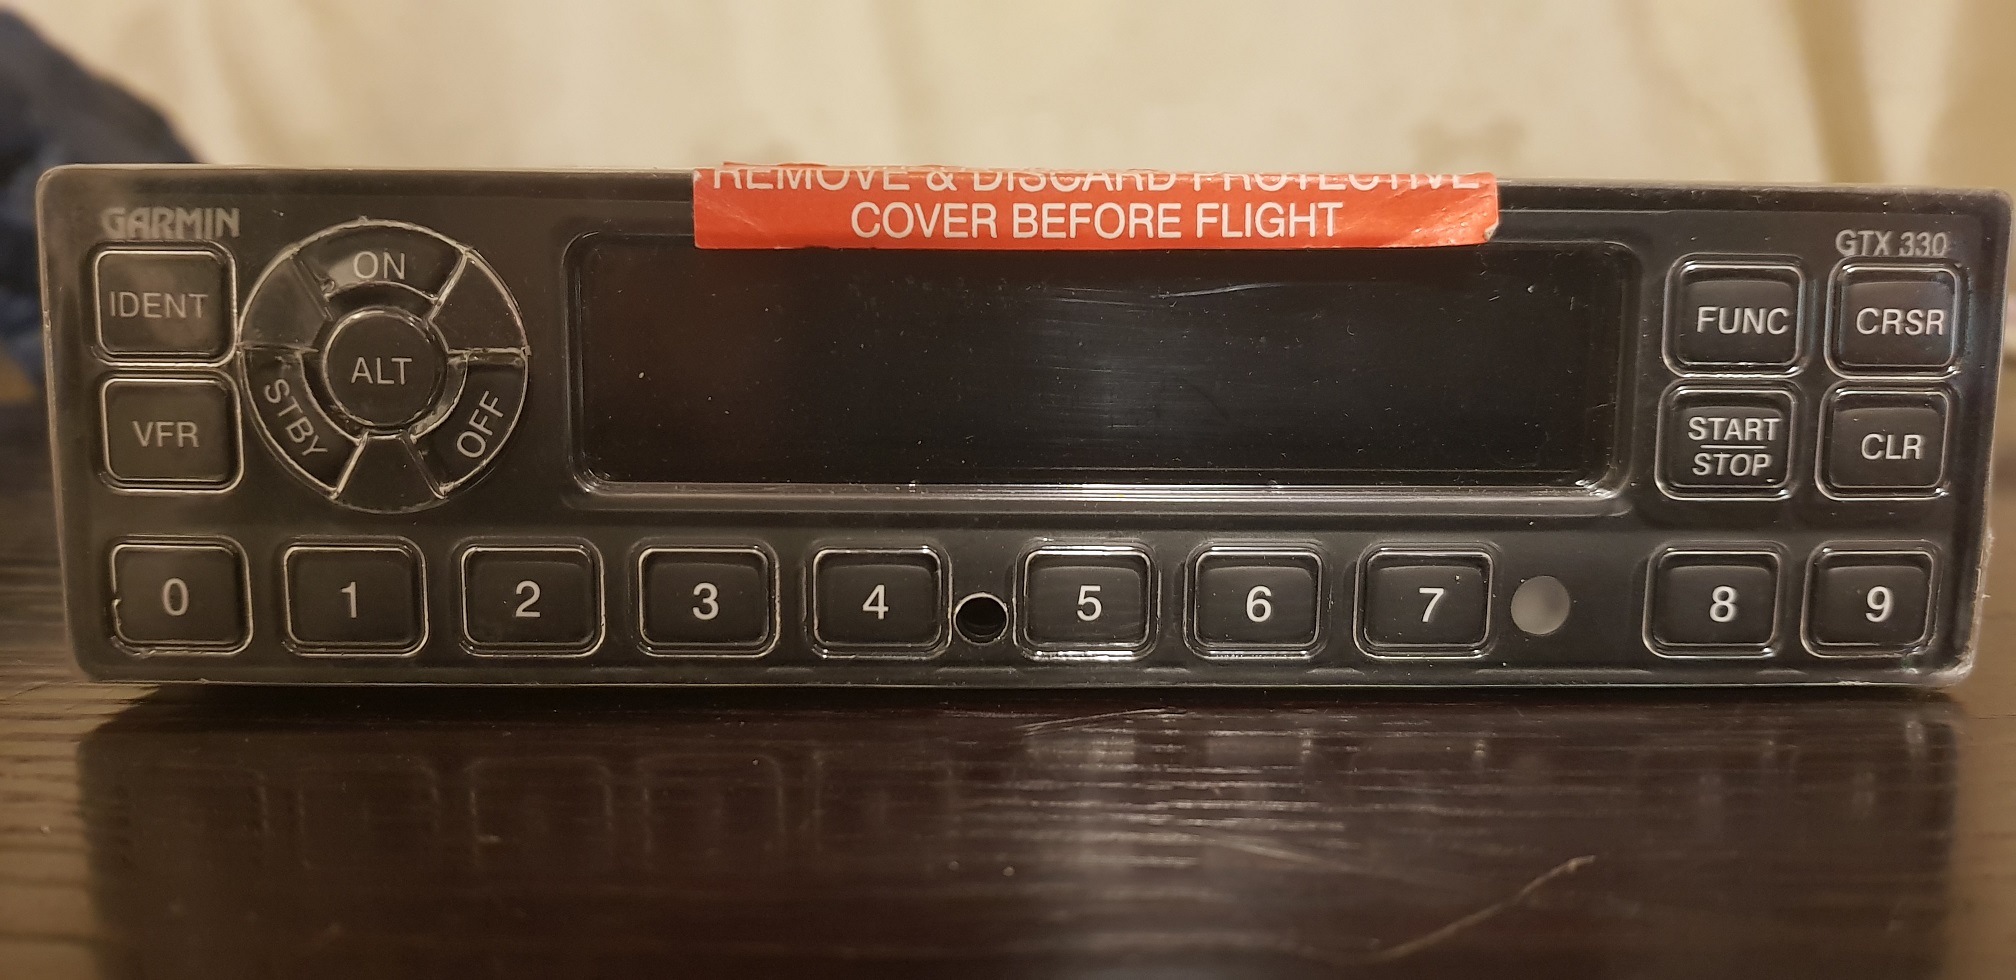 REMOVE & DISCARD PROTECTIVE
COVER BEFORE FLIGHT
GARMIN
GTX 330
IDENT
ON
ALT
STBY
OFF
VFR
FUNC
CRSR
START
STOP
CLR
0 1 2 3 4 5 6 7 8 9